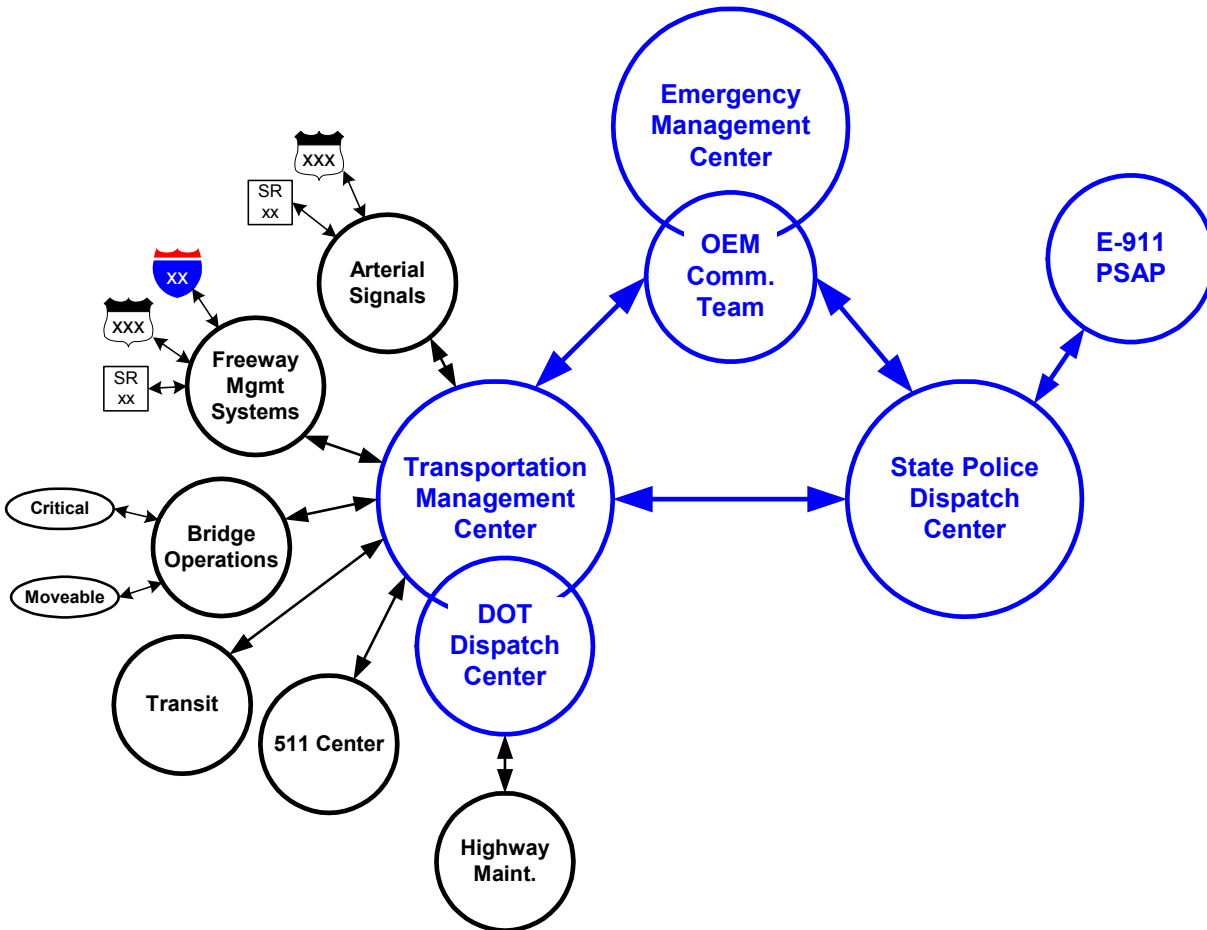 Emergency
Management
Center
OEM
Comm.
Team
E-911
PSAP
XXX
SR
xx
Arterial
Signals
XX
XXX
SR
xx
Freeway
Mgmt
Systems
Transportation
Management
Center
State Police
Dispatch
Center
Critical
Bridge
Operations
Moveable
DOT
Dispatch
Center
Transit
511 Center
Highway
Maint.